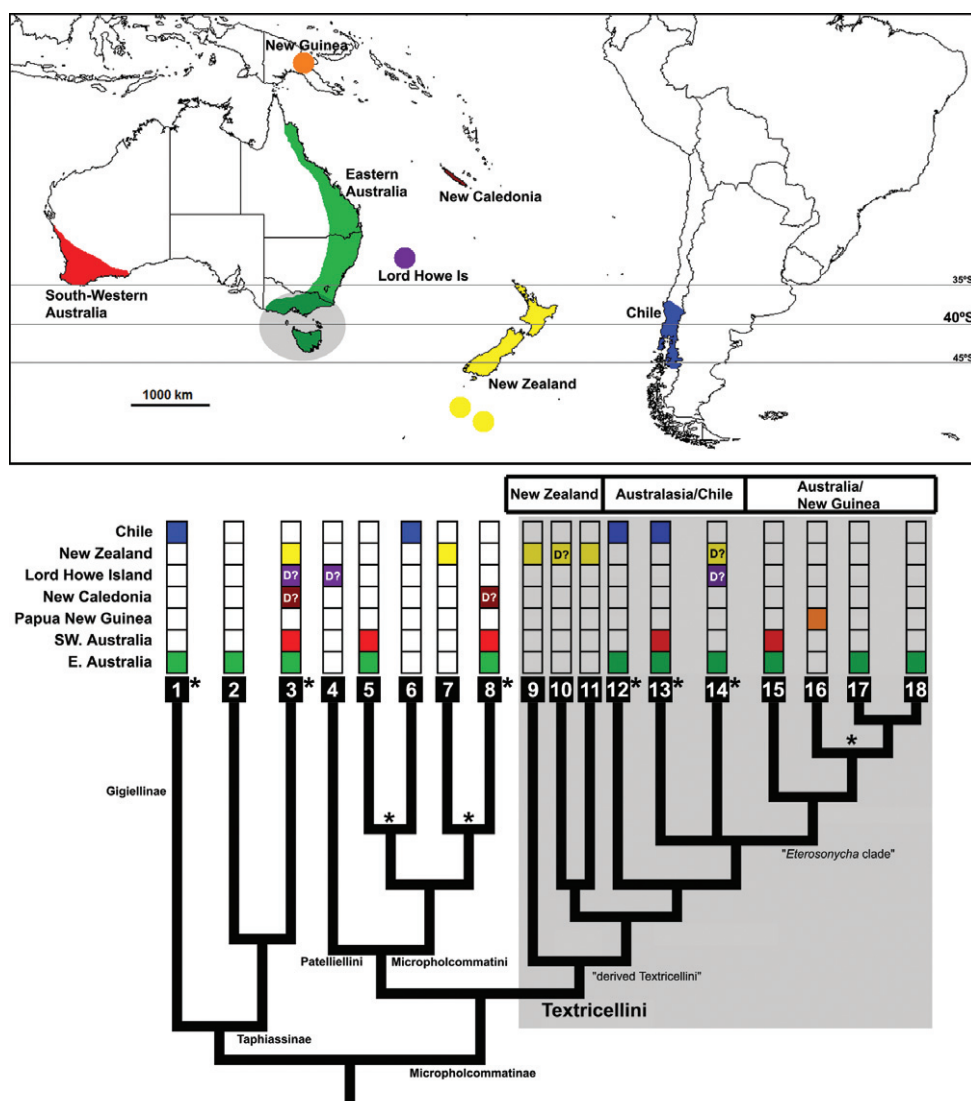 New Guinea
Eastern
Australia
New Caledonia
Lord Howe Is
South-Western
Australia
35ºS
Chile
40ºS
45ºS
New Zealand
1000 km
New Zealand
Australasia/Chile
Australia/
New Guinea
Chile
New Zealand D? D?
Lord Howe Island D? D? D?
New Caledonia D? D?
Papua New Guinea
SW. Australia
E. Australia
1* 2 3* 4 5 6 7 8* 9 10 11 12* 13* 14* 15 16 17 18
*
Gigiellinae
* *
"Eterosonycha clade"
Patelliellini Micropholcommatini
"derived Textricellini"
Textricellini
Taphiassinae
Micropholcommatinae